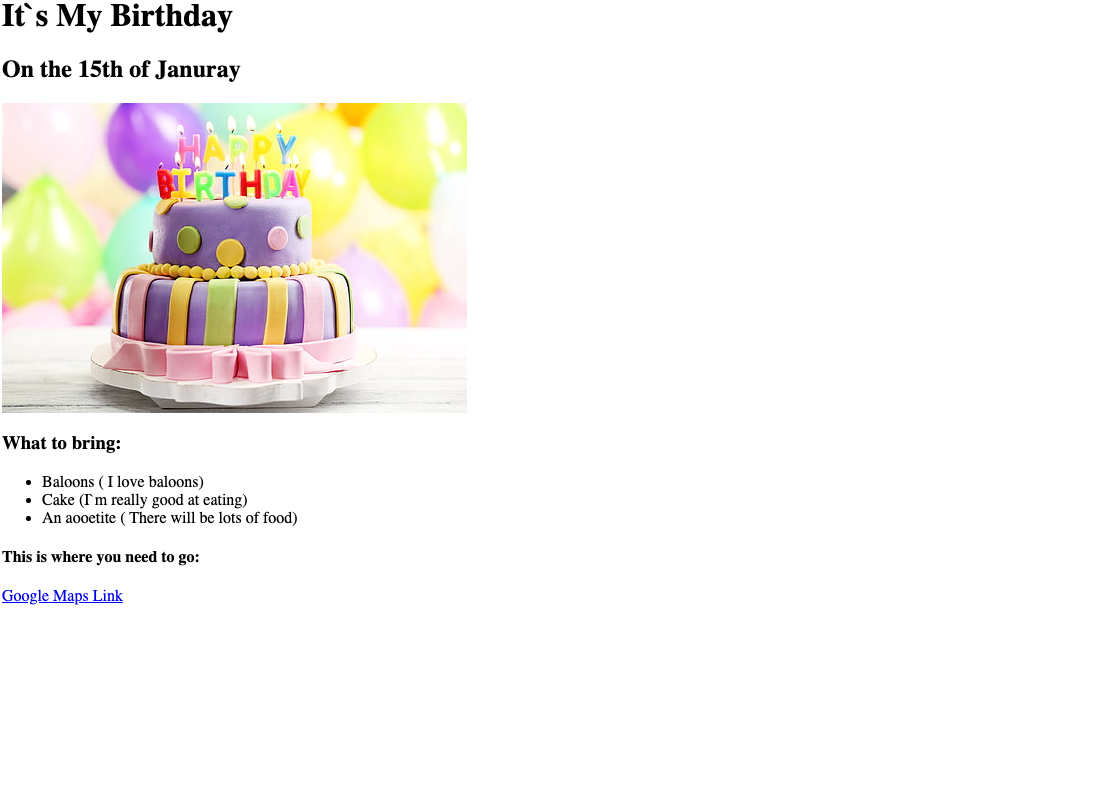 It`s My Birthday
On the 15th of Januray
HAPPY
BIRTHDAY
What to bring:
Baloons ( I love baloons)
Cake (I`m really good at eating)
An aooetite ( There will be lots of food)
This is where you need to go:
Google Maps Link